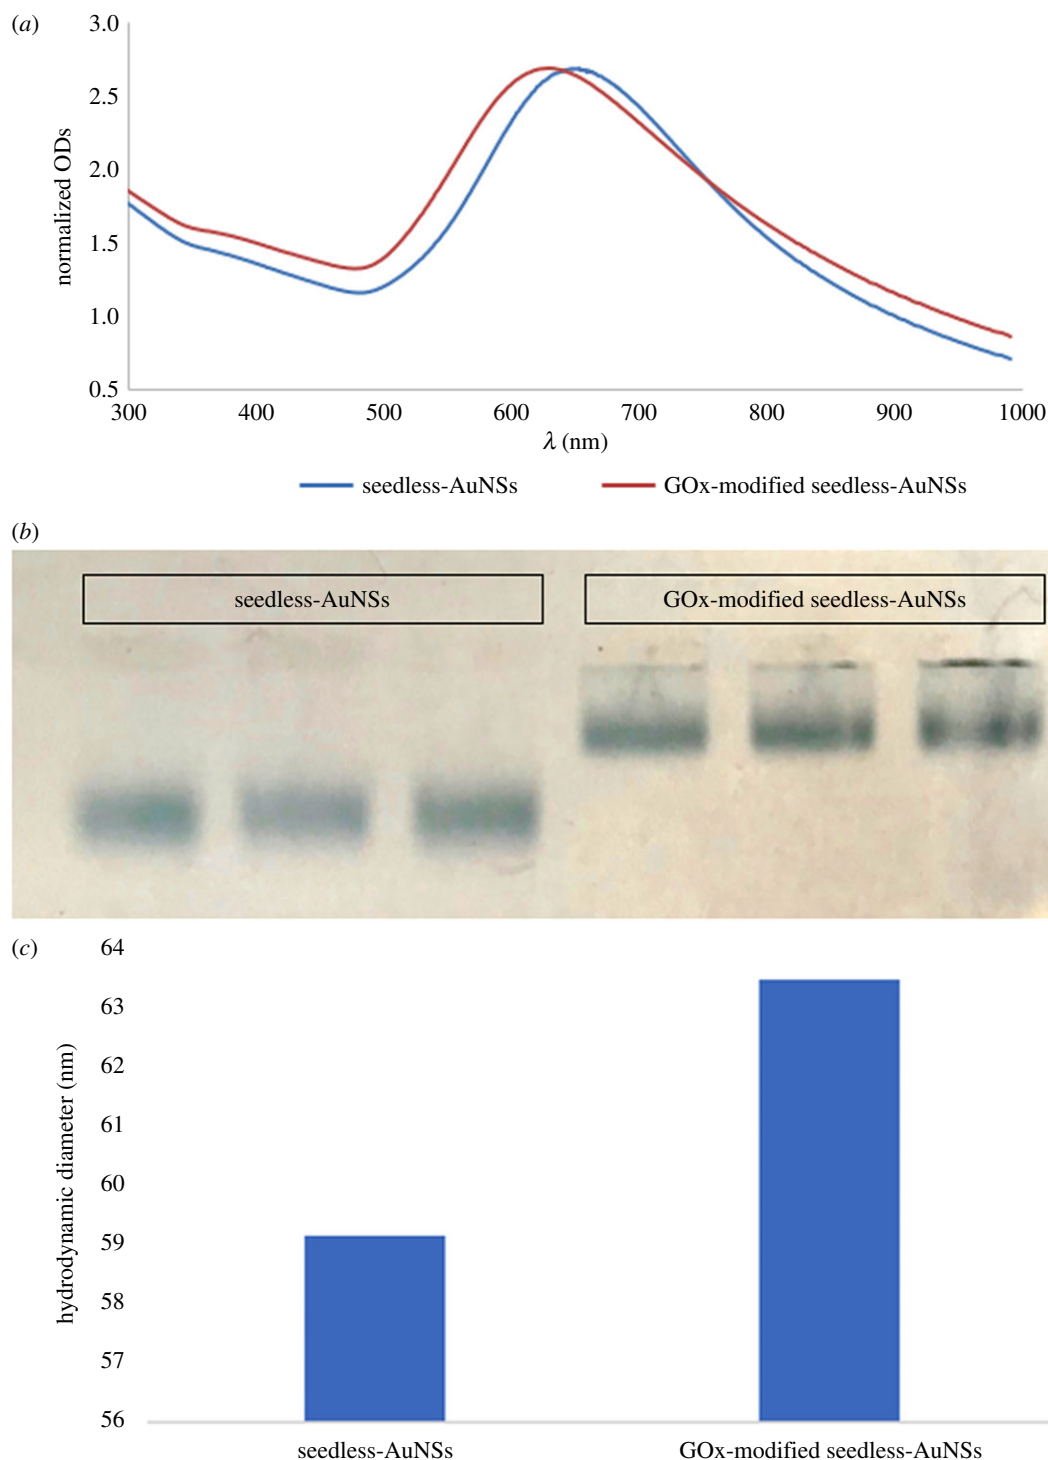 (a)
3.0
2.5
2.0
1.5
1.0
0.5
normalized ODs
300 400 500 600 700 800 900 1000
λ (nm)
seedless-AuNSs GOx-modified seedless-AuNSs
(b)
seedless-AuNSs GOx-modified seedless-AuNSs
(c)
64
63
62
61
60
59
58
57
56
hydrodynamic diameter (nm)
seedless-AuNSs GOx-modified seedless-AuNSs